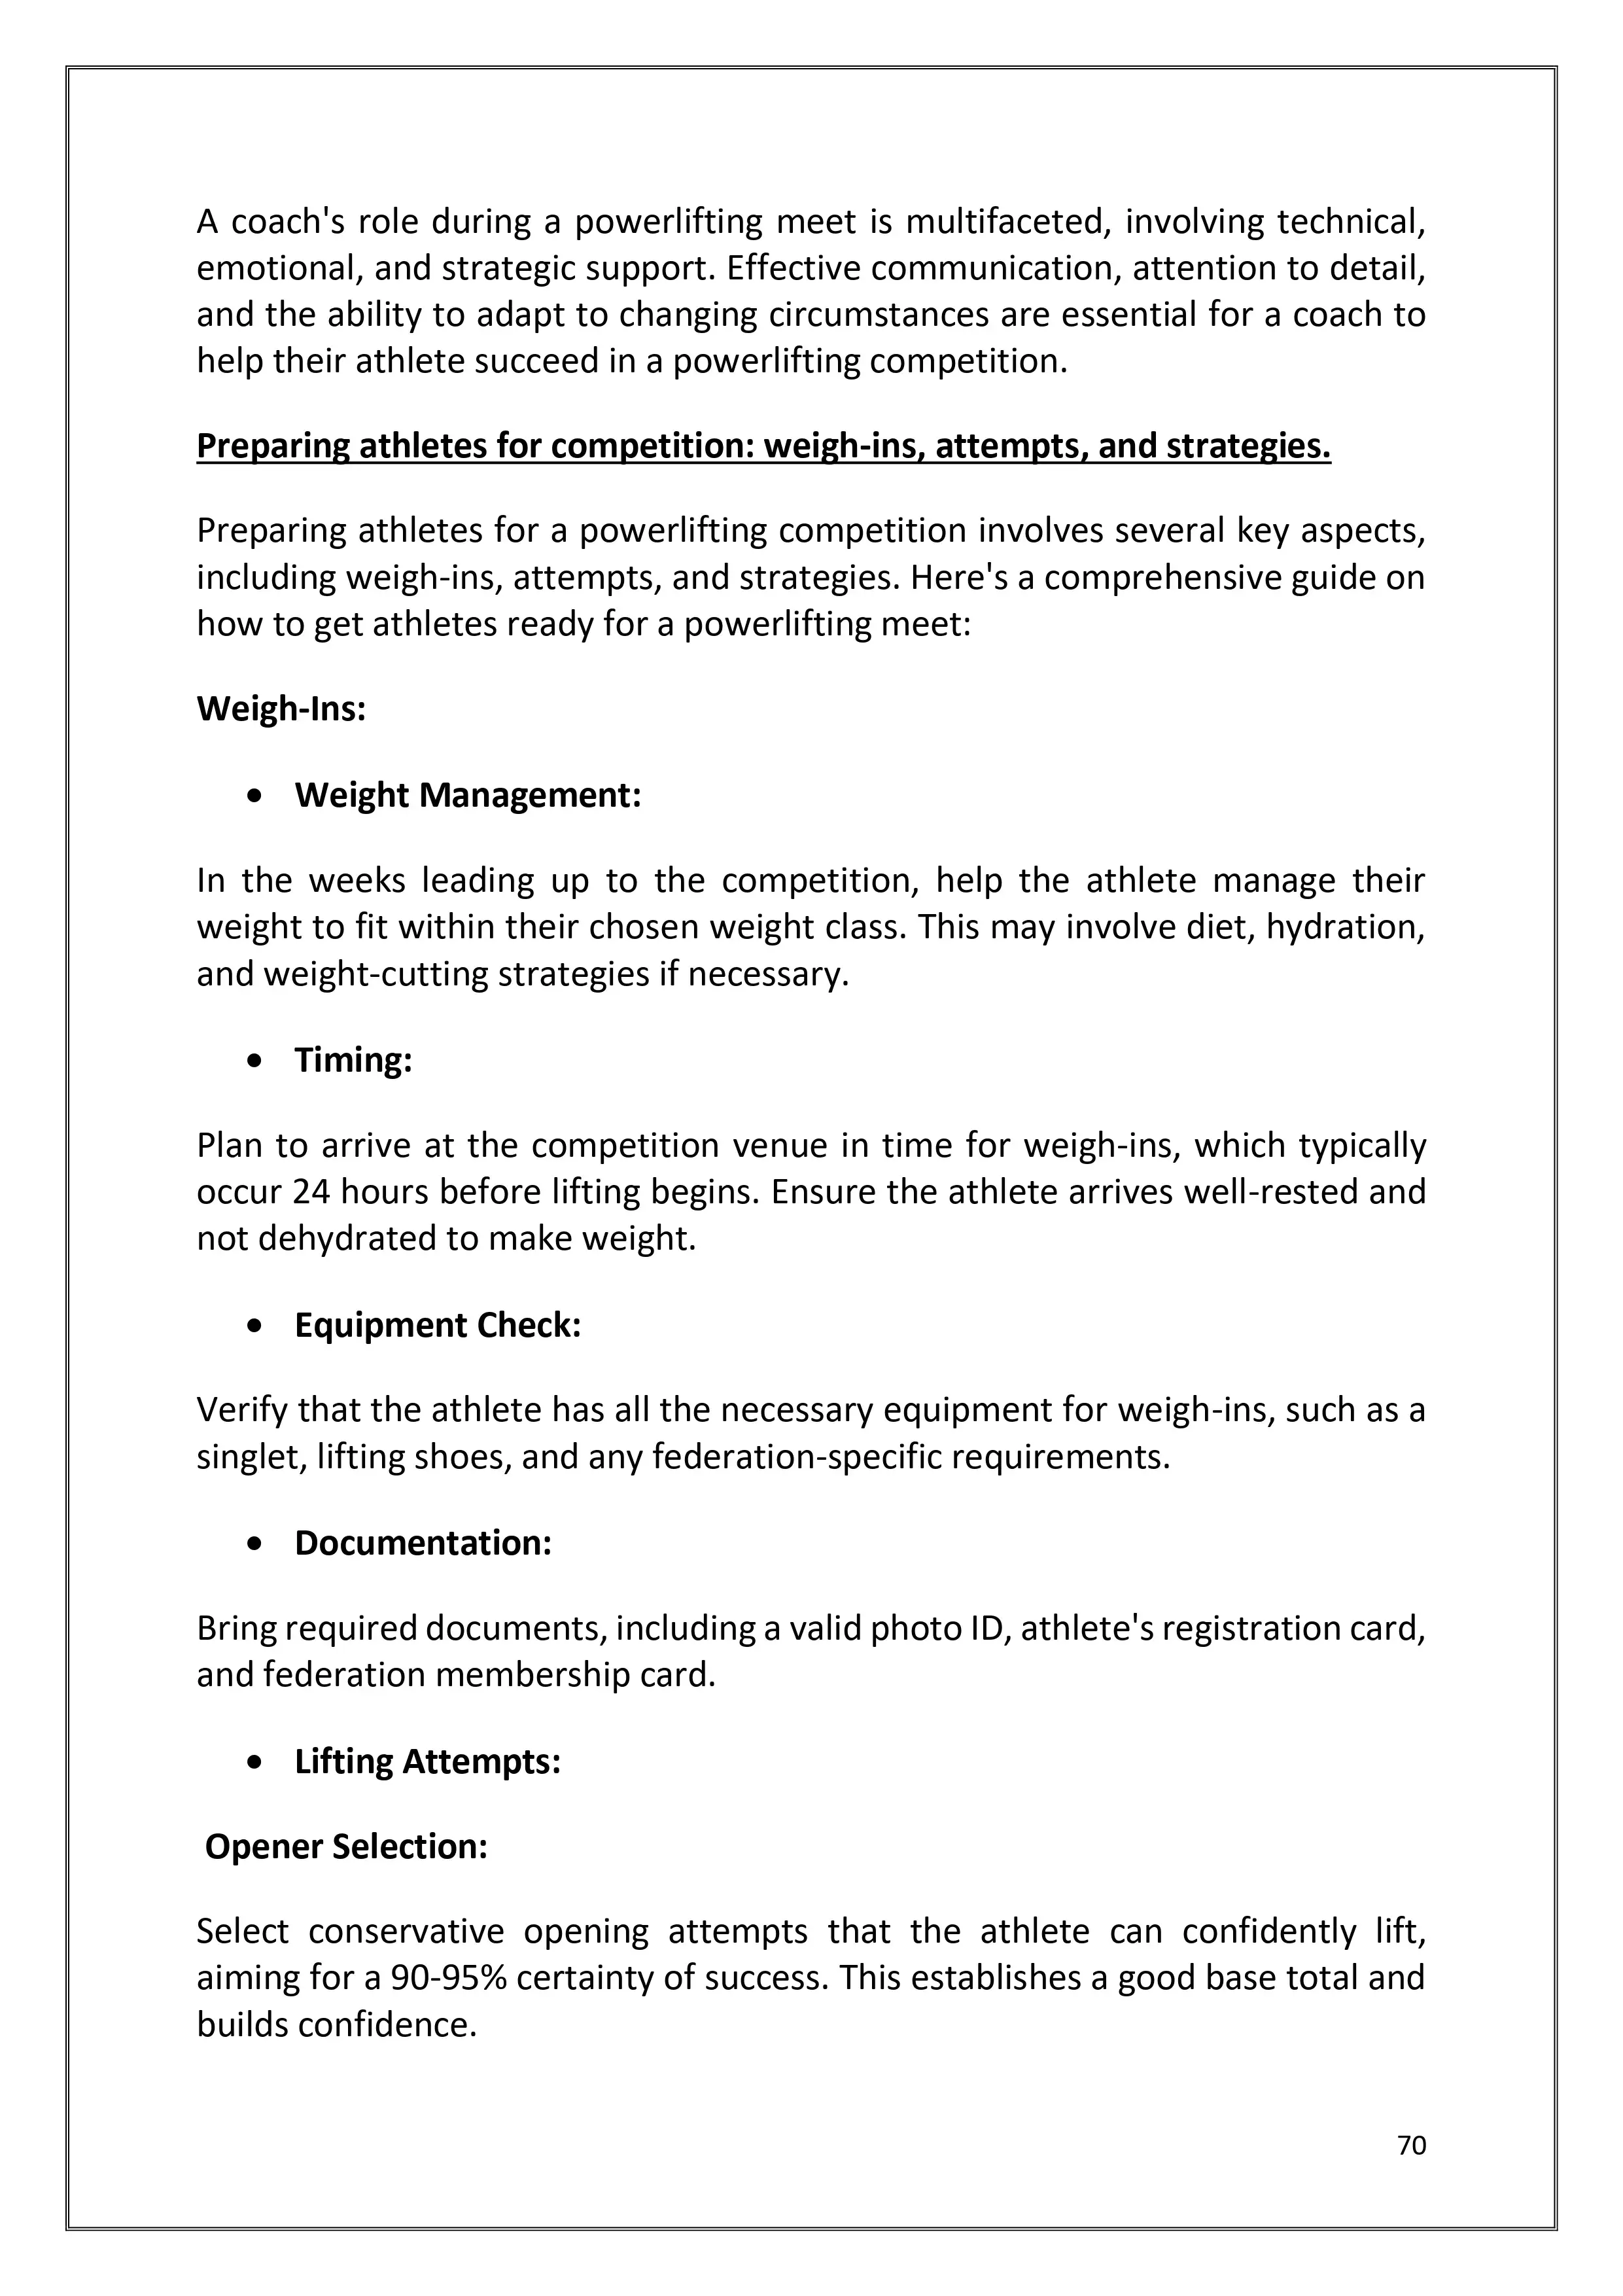 A coach's role during a powerlifting meet is multifaceted, involving technical,
emotional, and strategic support. Effective communication, attention to detail,
and the ability to adapt to changing circumstances are essential for a coach to
help their athlete succeed in a powerlifting competition.
Preparing athletes for competition: weigh-ins, attempts, and strategies.
Preparing athletes for a powerlifting competition involves several key aspects,
including weigh-ins, attempts, and strategies. Here's a comprehensive guide on
how to get athletes ready for a powerlifting meet:
Weigh-Ins:
• Weight Management:
In the weeks leading up to the competition, help the athlete manage their
weight to fit within their chosen weight class. This may involve diet, hydration,
and weight-cutting strategies if necessary.
• Timing:
Plan to arrive at the competition venue in time for weigh-ins, which typically
occur 24 hours before lifting begins. Ensure the athlete arrives well-rested and
not dehydrated to make weight.
• Equipment Check:
Verify that the athlete has all the necessary equipment for weigh-ins, such as a
singlet, lifting shoes, and any federation-specific requirements.
• Documentation:
Bring required documents, including a valid photo ID, athlete's registration card,
and federation membership card.
• Lifting Attempts:
Opener Selection:
Select conservative opening attempts that the athlete can confidently lift,
aiming for a 90-95% certainty of success. This establishes a good base total and
builds confidence.
70